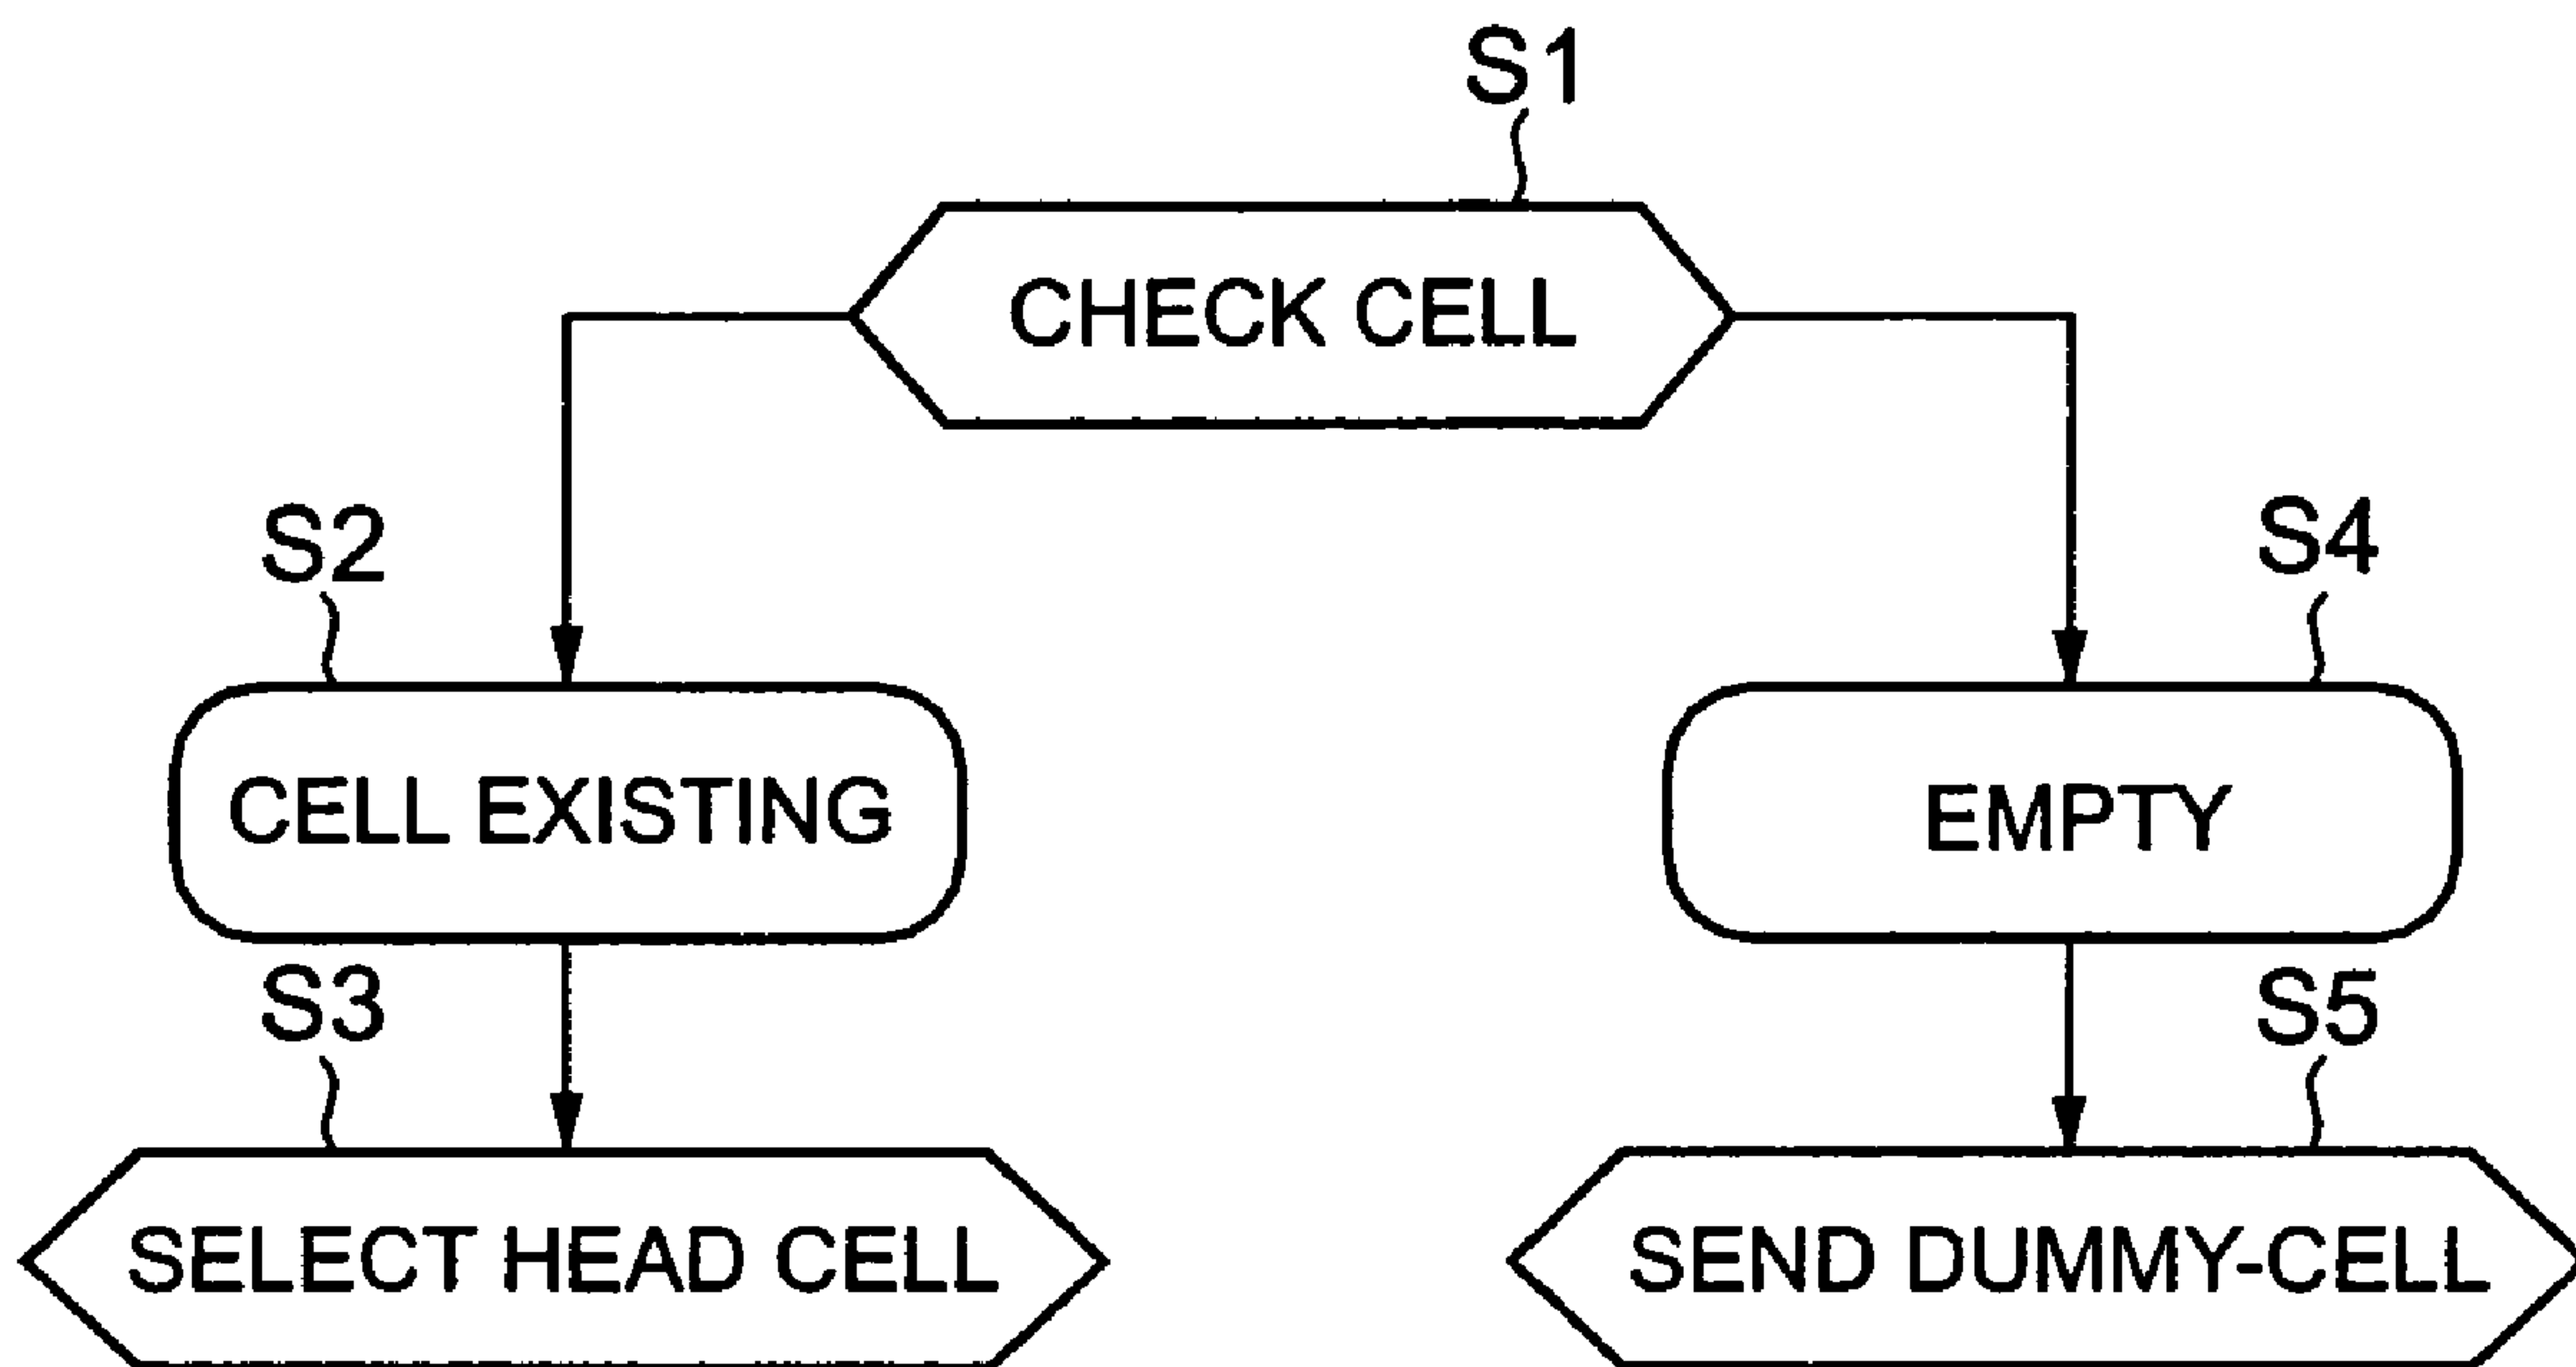 S1
CHECK CELL
S2
S4
CELL EXISTING
EMPTY
S3
S5
SELECT HEAD CELL
SEND DUMMY-CELL